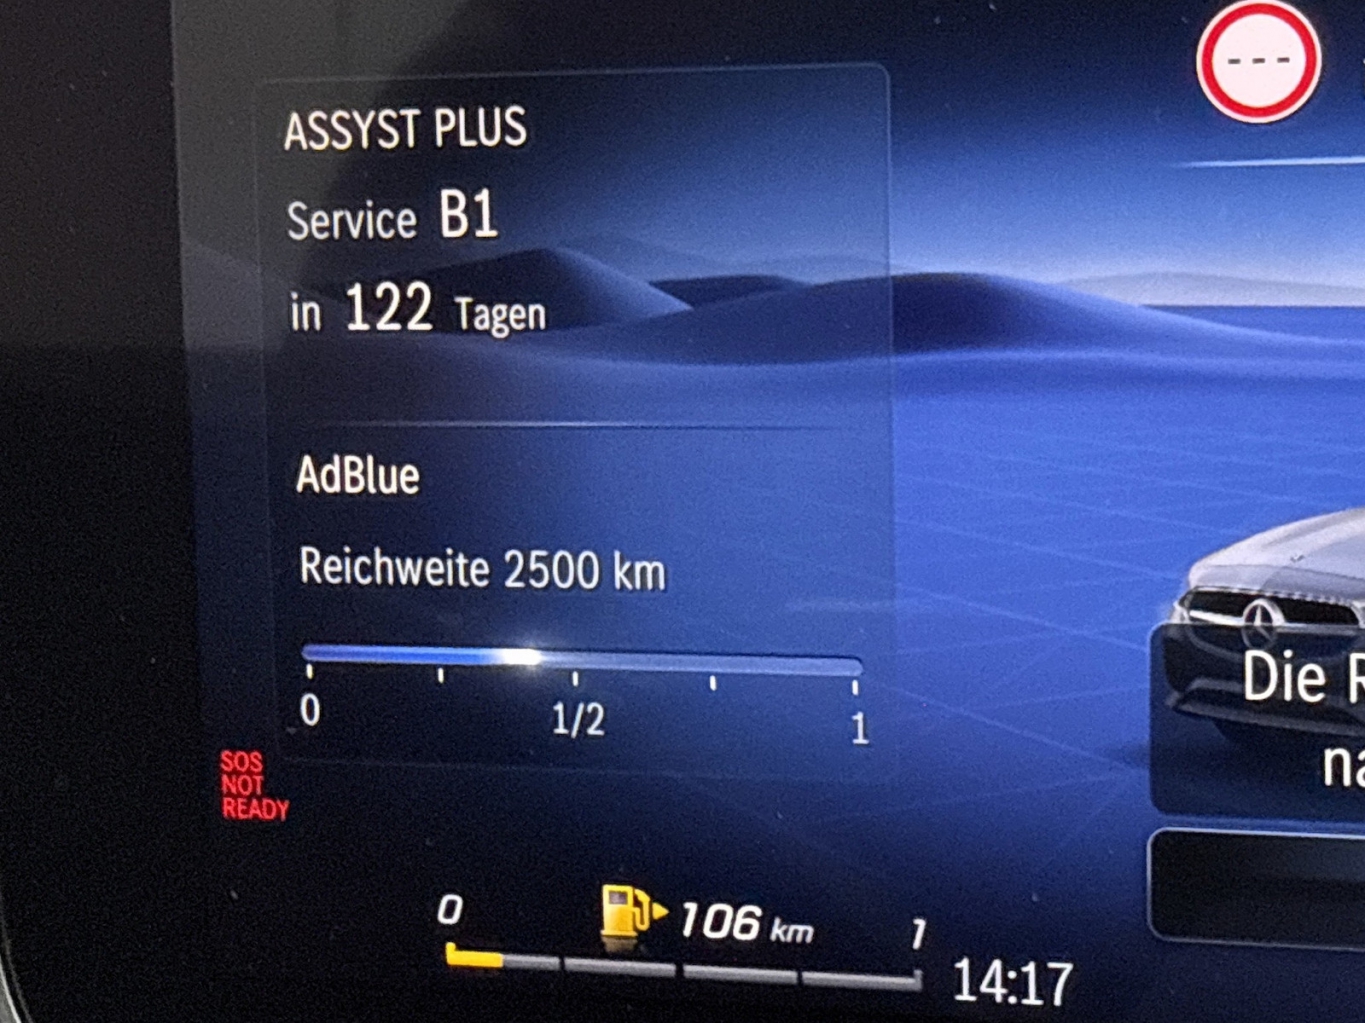 - - -
ASSYST PLUS
Service B1
in 122 Tagen
AdBlue
Reichweite 2500 km
0 1/2 1
Die
SOS
NOT
READY
0 106 km 1
14:17